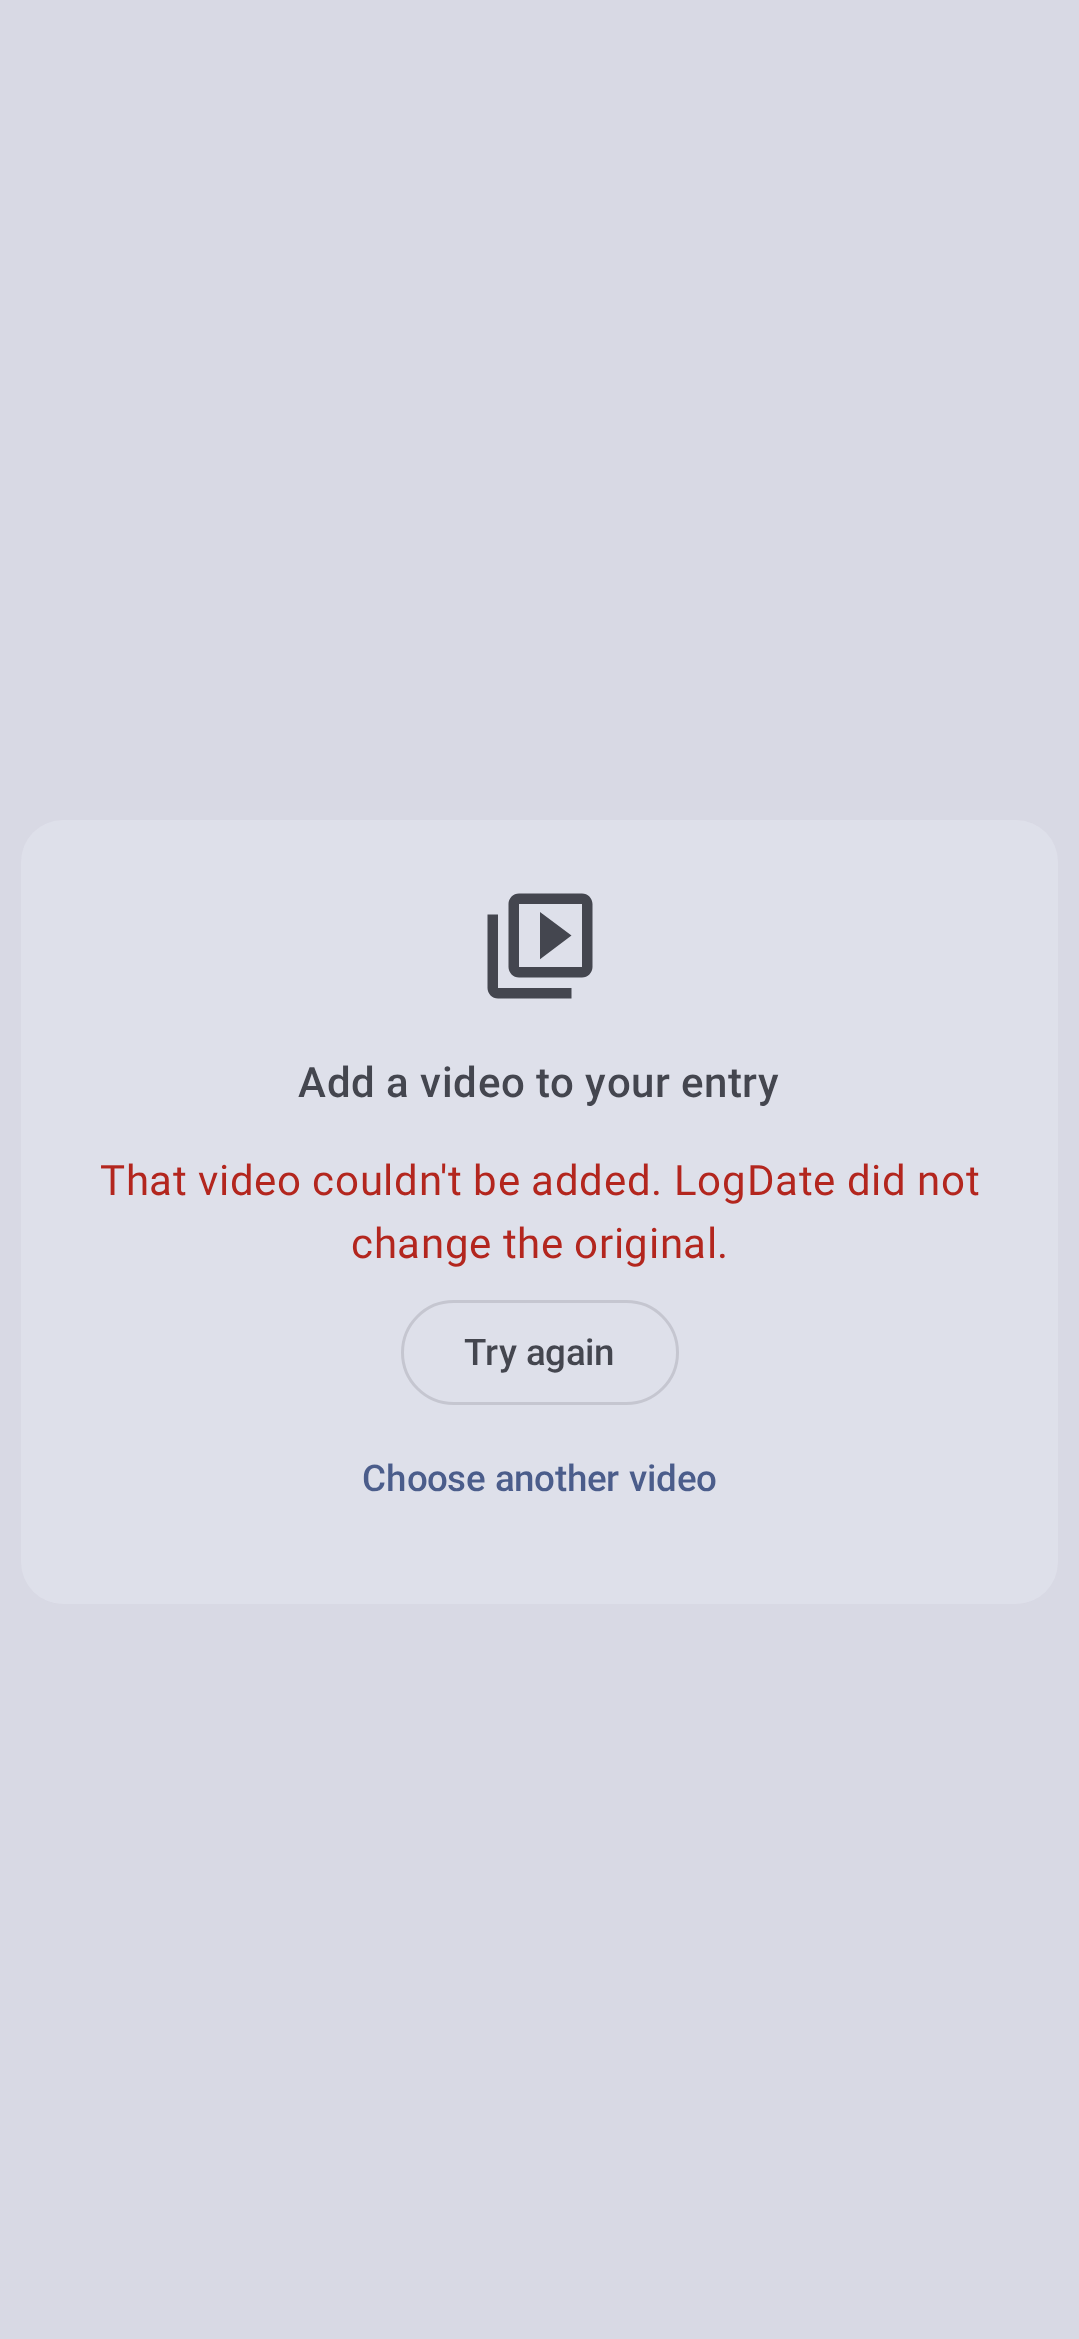 Add a video to your entry
That video couldn't be added. LogDate did not
change the original.
Try again
Choose another video